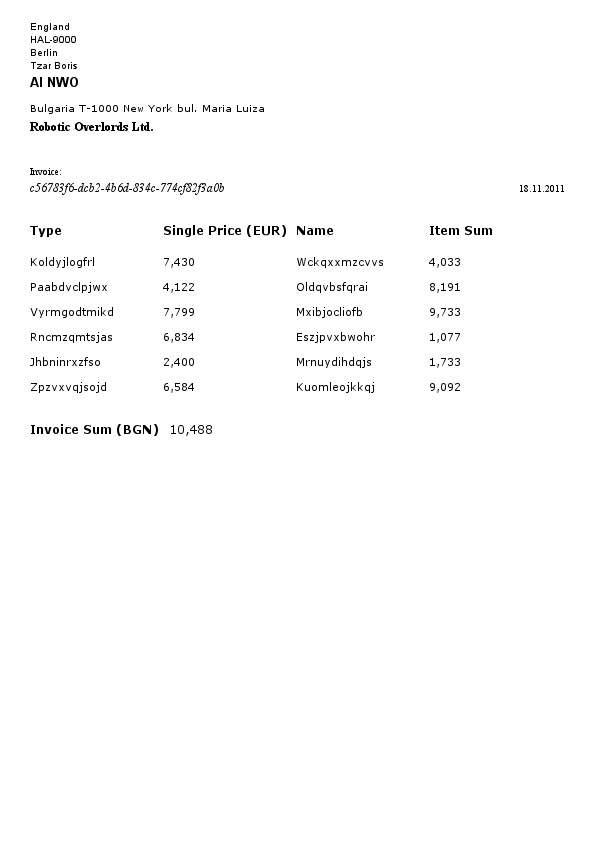 England
HAL-9000
Berlin
Tzar Boris
AI NWO
Bulgaria T-1000 New York bul. Maria Luiza
Robotic Overlords Ltd.
Invoice:
c56783f6-dcb2-4b6d-834c-774cf82f3a0b 18.11.2011
Type Single Price (EUR) Name Item Sum
Koldyjlogfrl 7,430 Wckqxxmzcvvs 4,033
Paabdvclpjwx 4,122 Oldqvbsfqrai 8,191
Vyrmgodtmikd 7,799 Mxibjocliofb 9,733
Rncmzqmtsjas 6,834 Eszjpvxbwohr 1,077
Jhbninrxzfso 2,400 Mrnuydihdqjs 1,733
Zpzvxvqjsojd 6,584 Kuomleojkkqj 9,092
Invoice Sum (BGN) 10,488